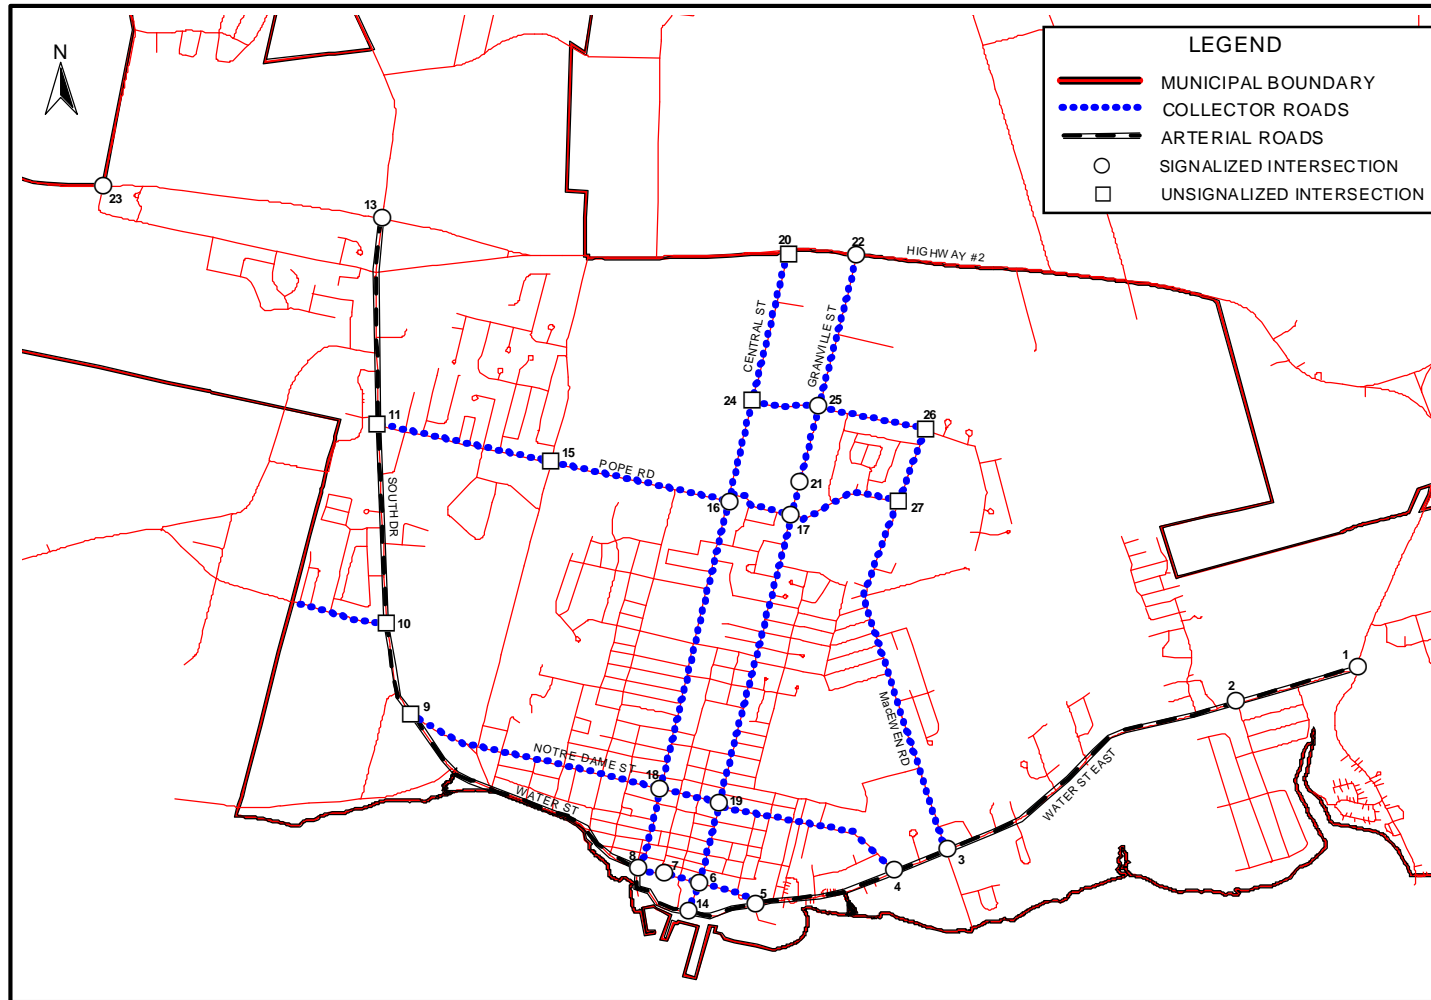 N
LEGEND
MUNICIPAL BOUNDARY
COLLECTOR ROADS
ARTERIAL ROADS
SIGNALIZED INTERSECTION
UNSIGNALIZED INTERSECTION
23
13
20
22
HIGHWAY #2
CENTRAL ST
GRANVILLE ST
24
25
26
11
15
POPE RD
SOUTH DR
21
16
17
27
10
1
2
9
MacEWEN RD
NOTRE DAME ST
WATER ST EAST
18
19
WATER ST
8
7
3
4
6
5
14